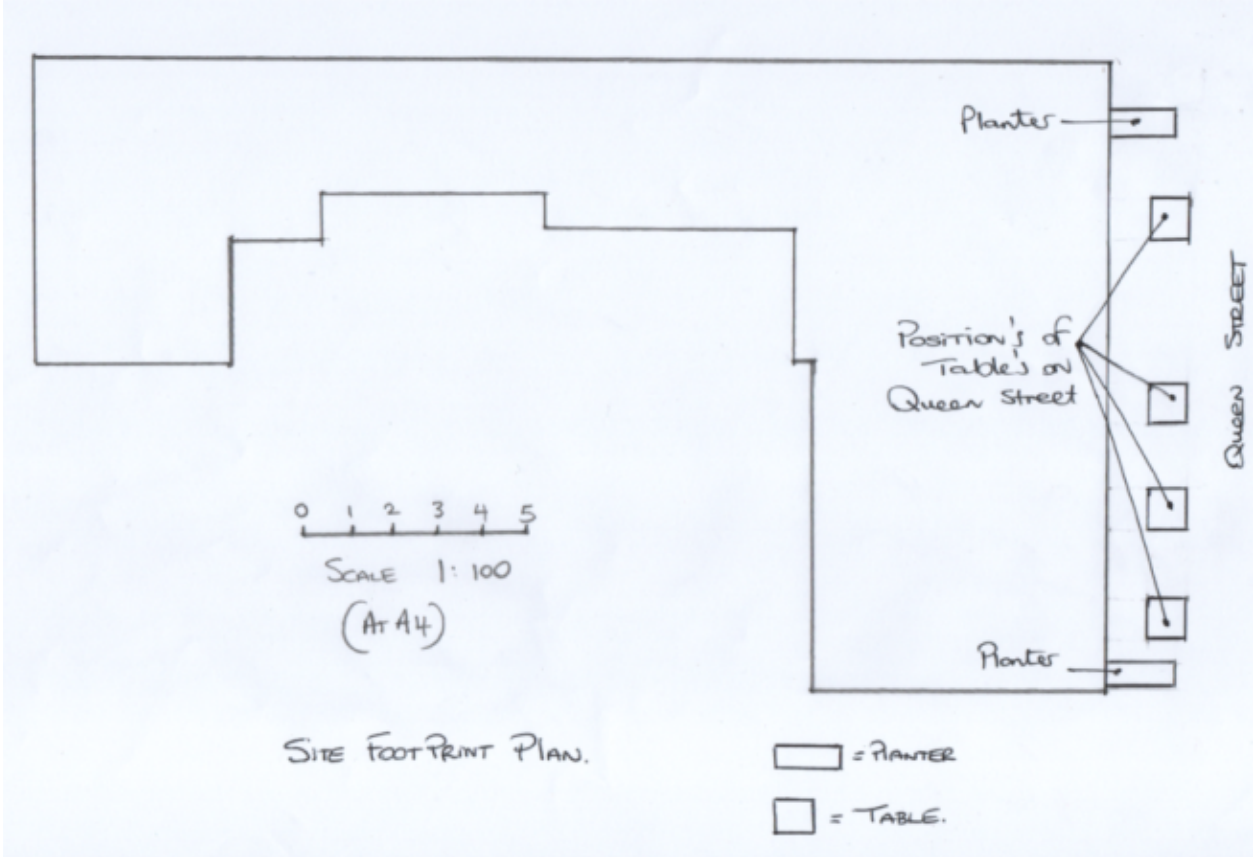 Planter
Position's of
Table's on
Queen Street
QUEEN STREET
0 1 2 3 4 5
SCALE 1:100
(AT A4)
Planter
SITE FOOTPRINT PLAN.
= PLANTER
= TABLE.